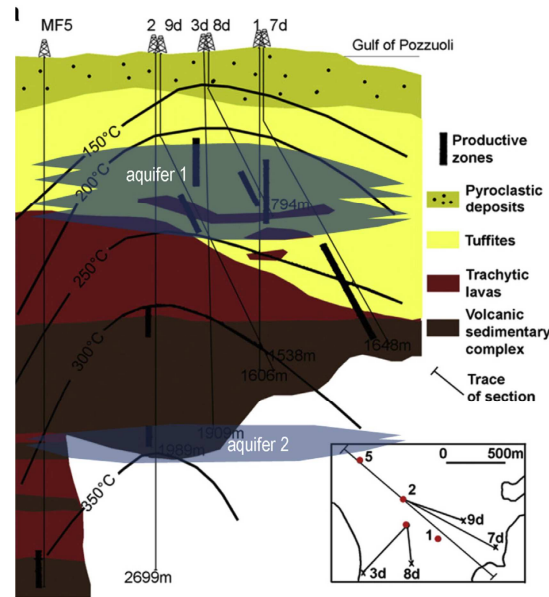 a
MF5
2 9d
3d 8d
1 7d
Gulf of Pozzuoli
150°C
200°C
250°C
300°C
350°C
aquifer 1
794m
1648m
1538m
1606m
1909m
1989m
aquifer 2
2699m
Productive
zones
Pyroclastic
deposits
Tuffites
Trachytic
lavas
Volcanic
sedimentary
complex
Trace
of section
0 500m
5
2
9d
1
7d
3d
8d